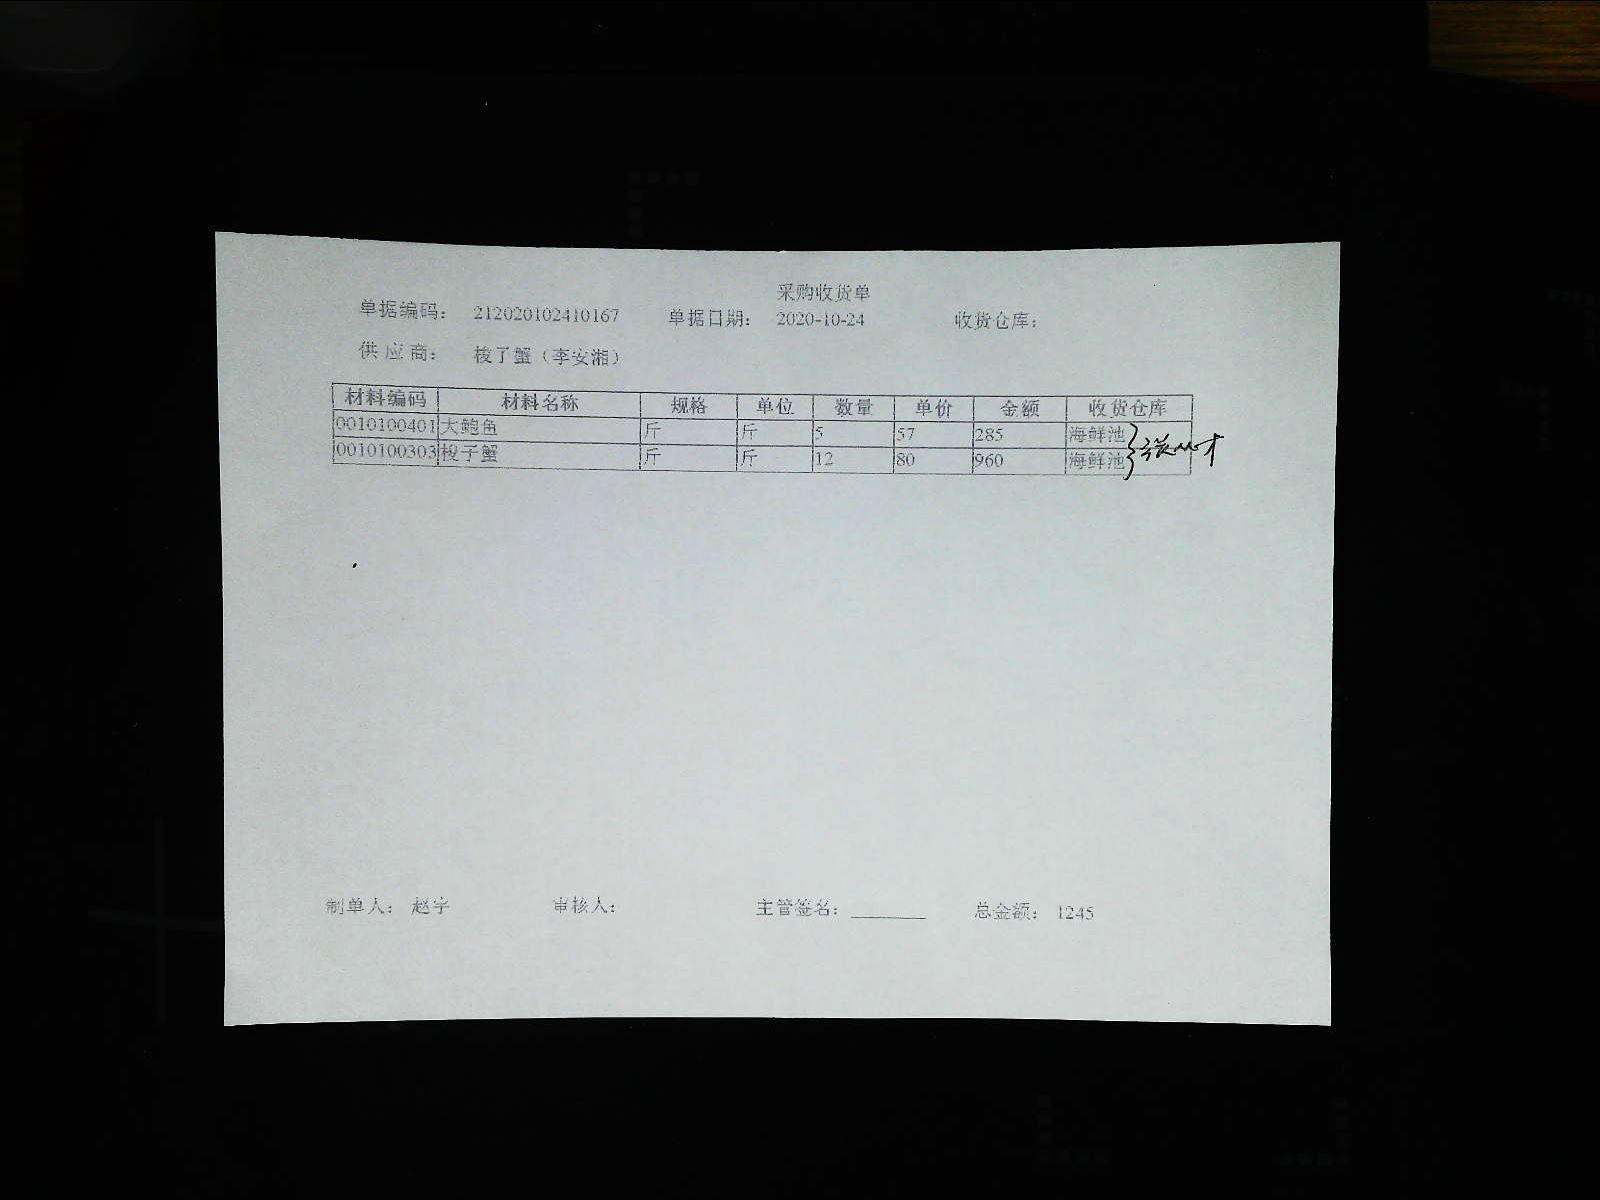 采购收货单
单据编码： 212020102410167 单据日期： 2020-10-24 收货仓库：
供应商： 梭子蟹（李安湘）
材料编码 材料名称 规格 单位 数量 单价 金额 收货仓库
0010100401 大鲍鱼 斤 斤 5 57 285 海鲜池
0010100303 梭子蟹 斤 斤 12 80 960 海鲜池
制单人： 赵宇 审核人： 主管签名： 总金额： 1245